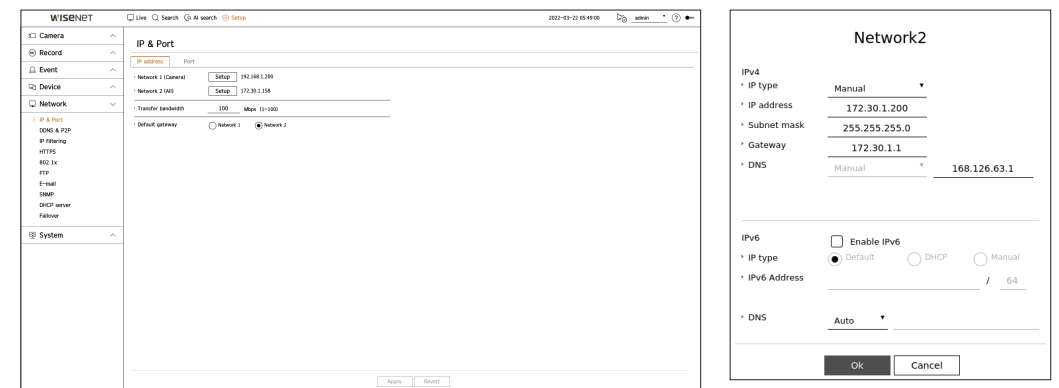 WISENET
Live Search AI search Setup 2022-03-22 05:49:00 admin ?
Camera
Record
Event
Device
Network
IP & Port
DDNS & P2P
IP filtering
HTTPS
802.1x
FTP
E-mail
SNMP
DHCP server
Failover
System
IP & Port
IP address Port
Network 1 (Camera) Setup 192.168.1.200
Network 2 (All) Setup 172.30.1.158
Transfer bandwidth 100 Mbps (1~100)
Default gateway Network 1 Network 2
Apply Revert
Network2
IPv4
IP type Manual
IP address 172.30.1.200
Subnet mask 255.255.255.0
Gateway 172.30.1.1
DNS Manual 168.126.63.1
IPv6 Enable IPv6
IP type Default DHCP Manual
IPv6 Address / 64
DNS Auto
Ok Cancel